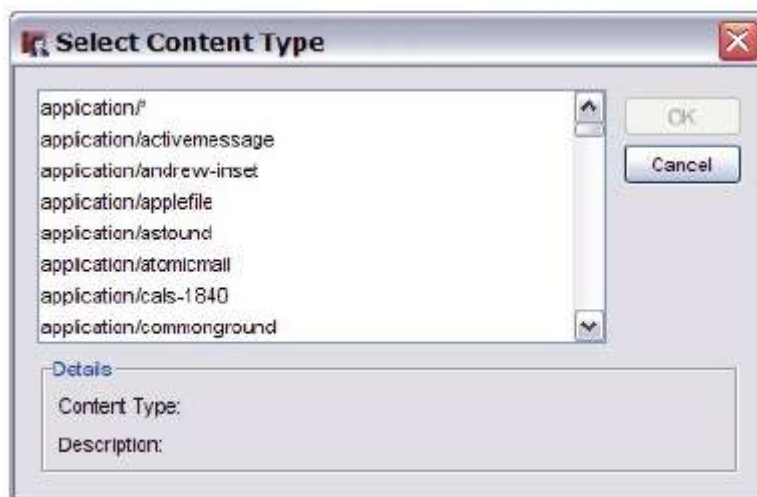 Select Content Type
application/*
application/activemessage
application/andrew-inset
application/applefile
application/astound
application/atomicmail
application/cals-1840
application/commonground
OK
Cancel
Details
Content Type:
Description: